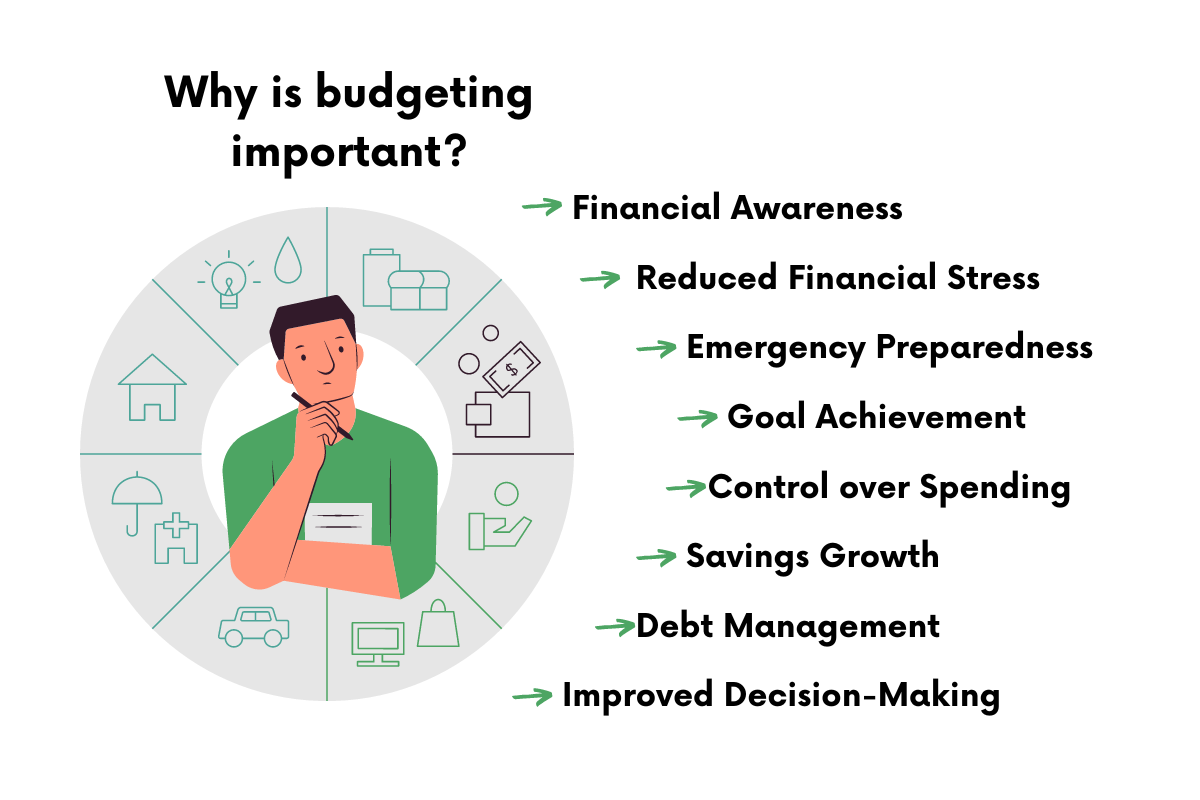 Why is budgeting
important?
Financial Awareness
Reduced Financial Stress
Emergency Preparedness
$
Goal Achievement
Control over Spending
Savings Growth
Debt Management
Improved Decision-Making